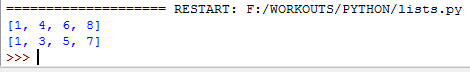 ===================== RESTART: F:/WORKOUTS/PYTHON/lists.py
[1, 4, 6, 8]
[1, 3, 5, 7]
>>>